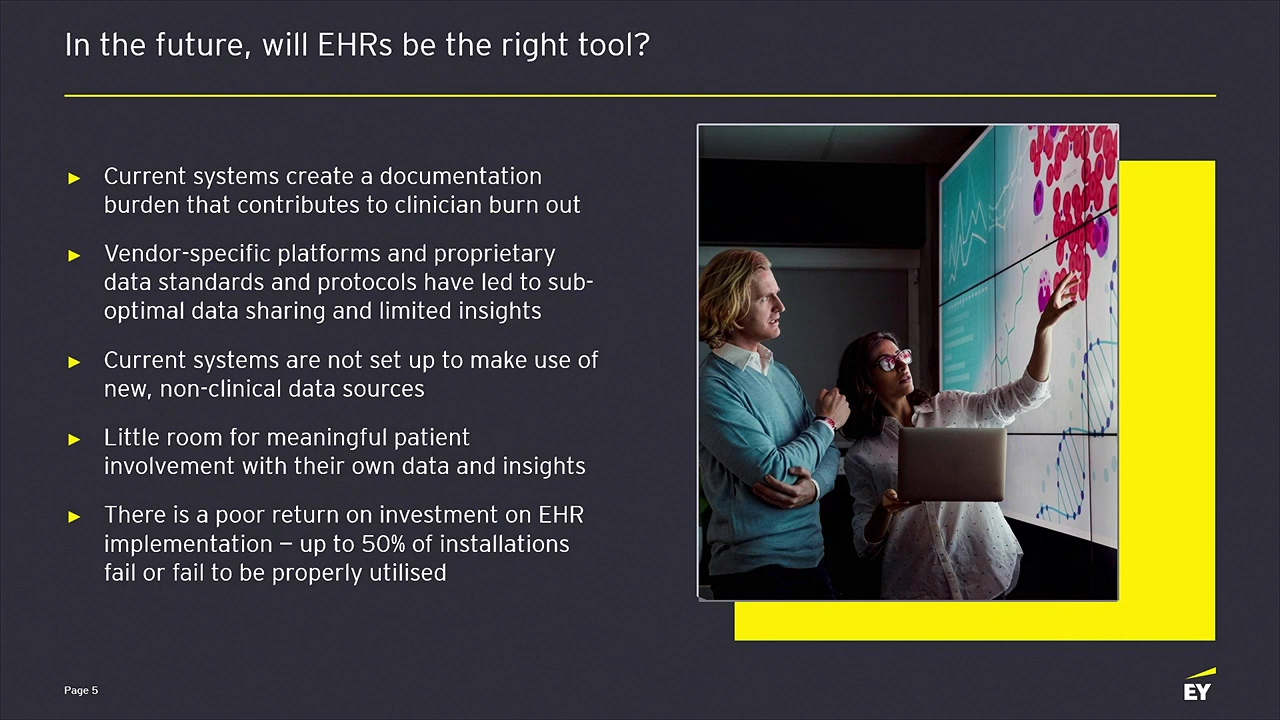 In the future, will EHRs be the right tool?
► Current systems create a documentation
burden that contributes to clinician burn out
► Vendor-specific platforms and proprietary
data standards and protocols have led to sub-
optimal data sharing and limited insights
► Current systems are not set up to make use of
new, non-clinical data sources
► Little room for meaningful patient
involvement with their own data and insights
► There is a poor return on investment on EHR
implementation – up to 50% of installations
fail or fail to be properly utilised
Page 5
EY